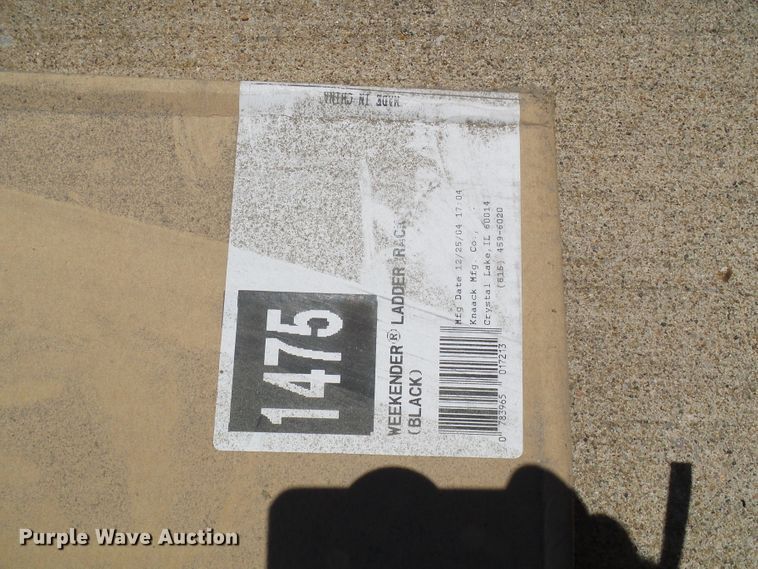 MADE IN CHINA
1475
WEEKENDER® LADDER RACK
(BLACK)
Mfg Date 12/25/04 17:04
Knaack Mfg. Co.,
Crystal Lake, IL 60014
(815) 459-6020
0 783965 017213
Purple Wave Auction